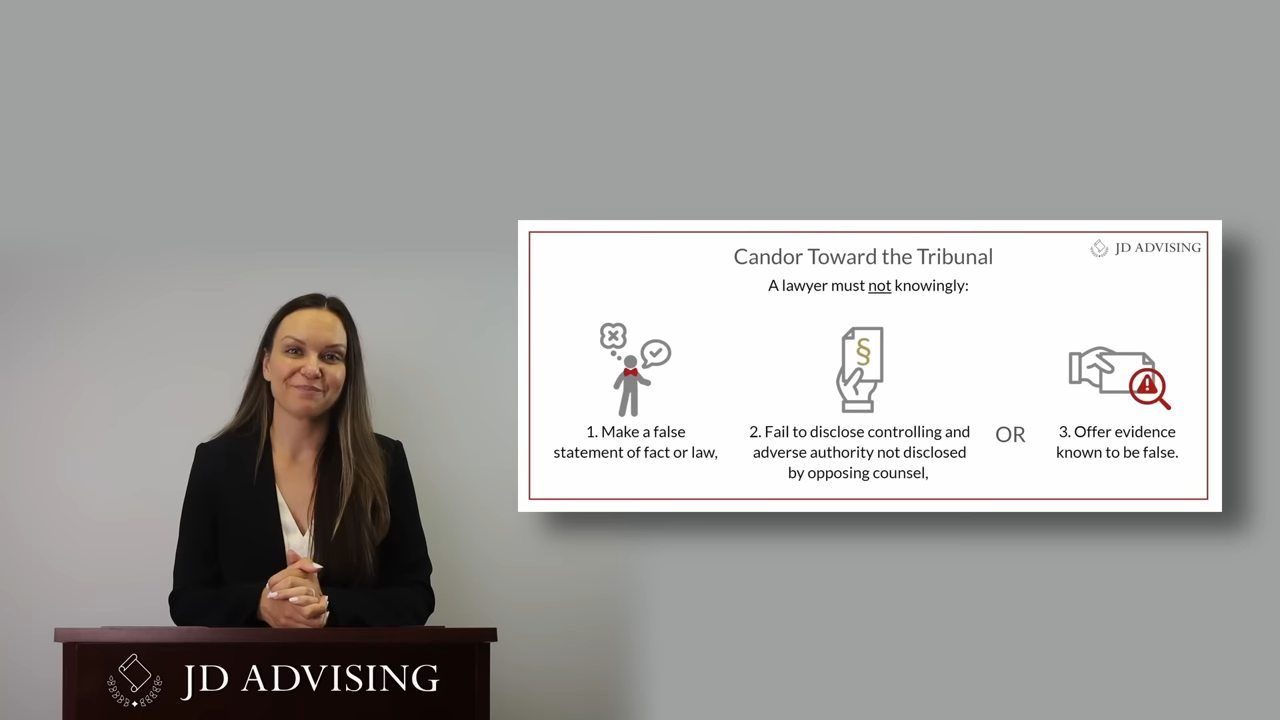 Candor Toward the Tribunal
JD ADVISING
A lawyer must not knowingly:
§
1. Make a false
statement of fact or law,
2. Fail to disclose controlling and
adverse authority not disclosed
by opposing counsel,
OR
3. Offer evidence
known to be false.
JD ADVISING